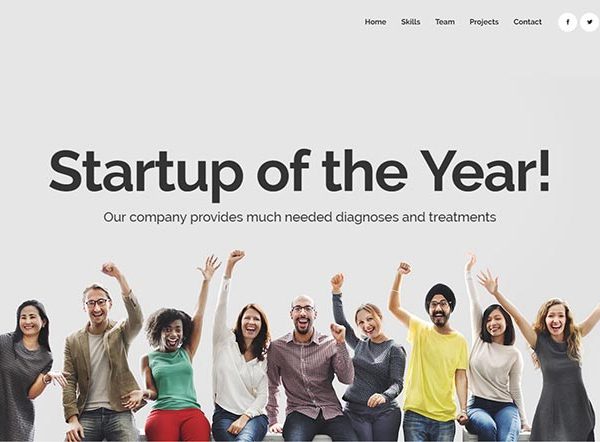 Home Skills Team Projects Contact f
Startup of the Year!
Our company provides much needed diagnoses and treatments